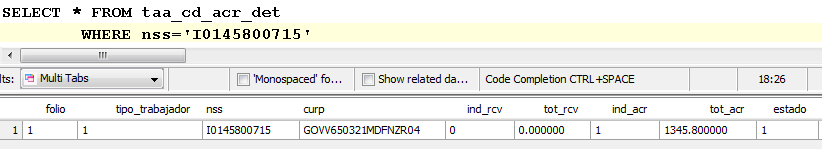 SELECT * FROM taa_cd_acr_det
WHERE nss='I0145800715'
lts: Multi Tabs 'Monospaced' fo... Show related da... Code Completion CTRL+SPACE 18:26
folio tipo_trabajador nss curp ind_rcv tot_rcv ind_acr tot_acr estado
1 1 1 I0145800715 GOVV650321MDFNZR04 0 0.000000 1 1345.800000 1